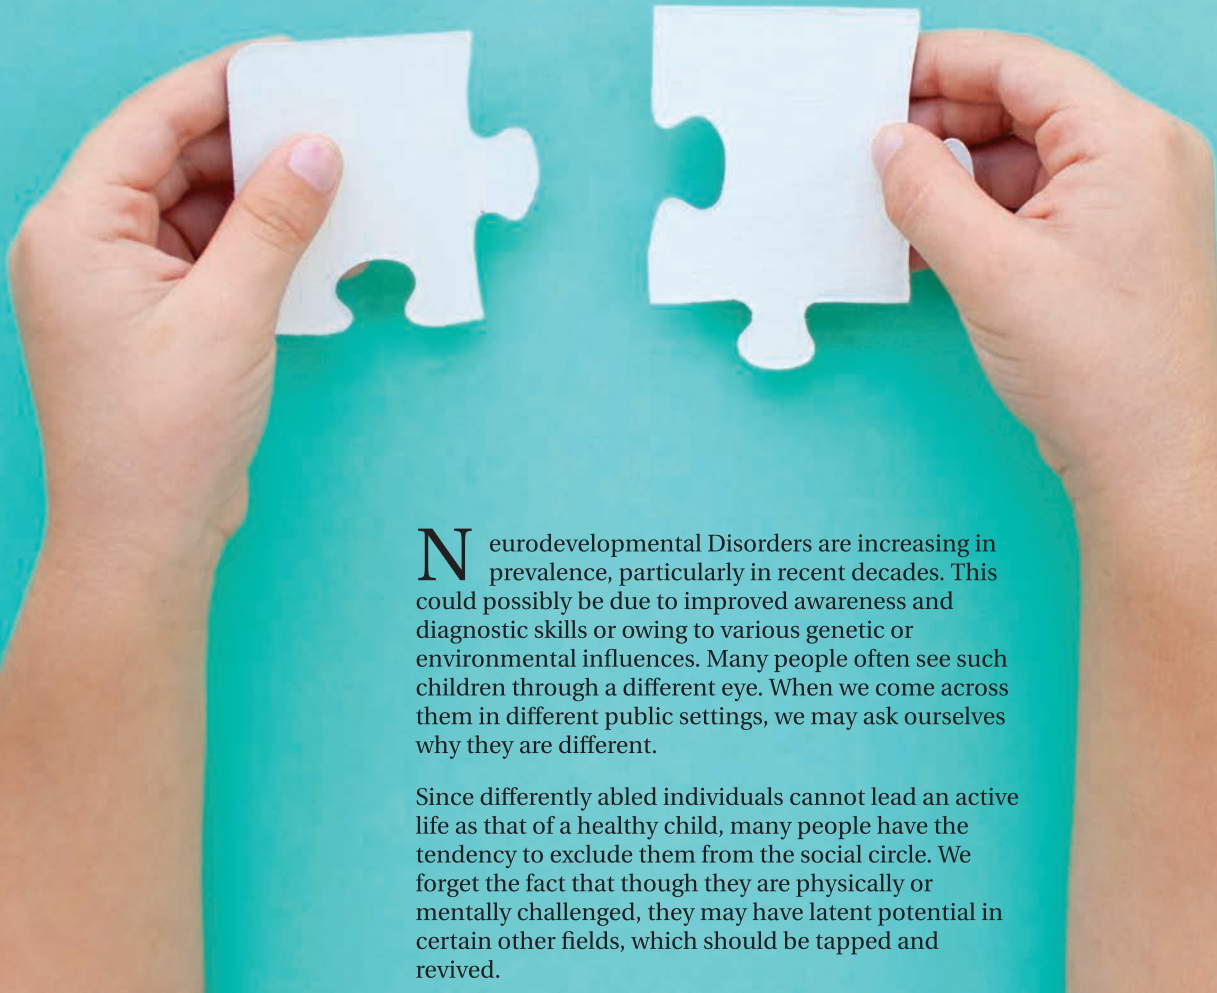 Neurodevelopmental Disorders are increasing in
prevalence, particularly in recent decades. This
could possibly be due to improved awareness and
diagnostic skills or owing to various genetic or
environmental influences. Many people often see such
children through a different eye. When we come across
them in different public settings, we may ask ourselves
why they are different.
Since differently abled individuals cannot lead an active
life as that of a healthy child, many people have the
tendency to exclude them from the social circle. We
forget the fact that though they are physically or
mentally challenged, they may have latent potential in
certain other fields, which should be tapped and
revived.